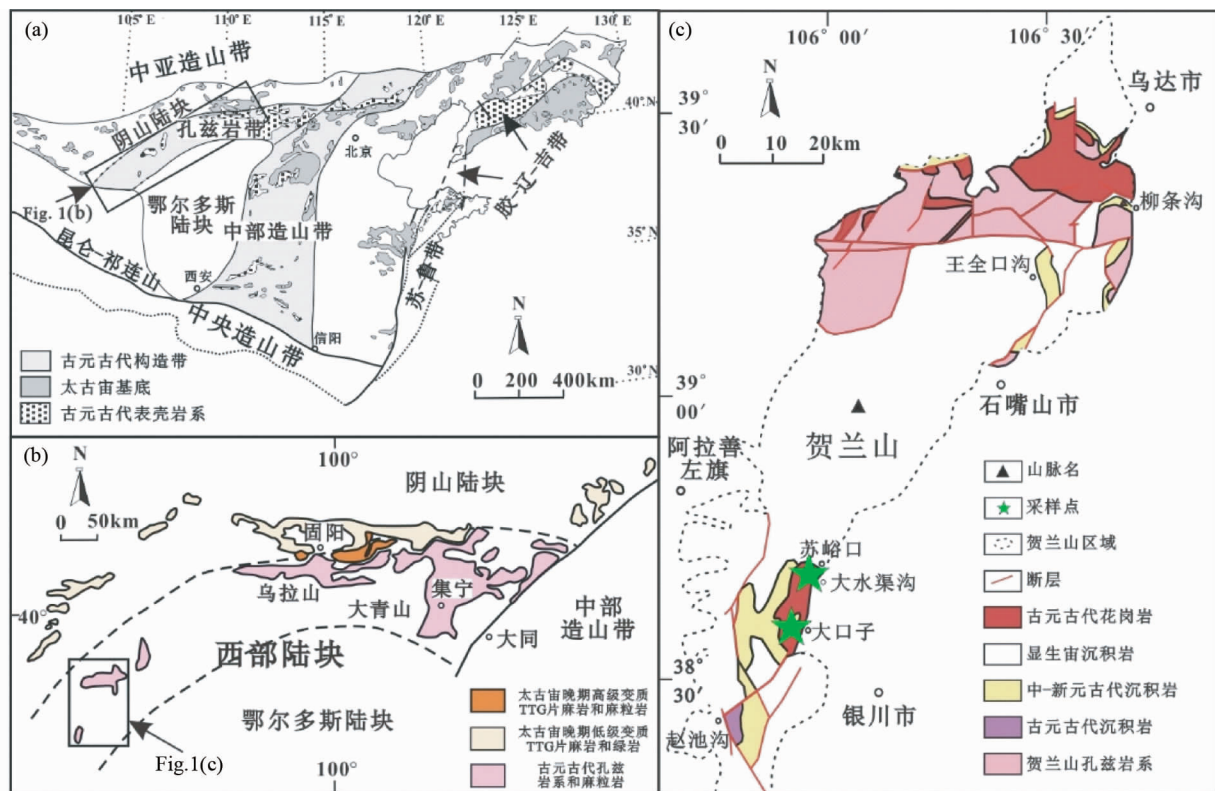 (a)
105°E
110°E
115°E
120°E
125°E
130°E
40°N
35°N
30°N
中亚造山带
阴山陆块
孔兹岩带
北京
Fig. 1(b)
鄂尔多斯
陆块
中部造山带
胶-辽-吉带
苏-鲁带
昆仑-祁连山
西安
中央造山带
信阳
N
0 200 400km
古元古代构造带
太古宙基底
古元古代表壳岩系
(b)
N
0 50km
100°
阴山陆块
固阳
乌拉山
大青山
集宁
大同
中部
造山带
40°
西部陆块
鄂尔多斯陆块
Fig.1(c)
100°
太古宙晚期高级变质
TTG片麻岩和麻粒岩
太古宙晚期低级变质
TTG片麻岩和绿岩
古元古代孔兹
岩系和麻粒岩
(c)
106° 00′
106° 30′
N
0 10 20km
39°
30′
乌达市
柳条沟
王全口沟
39°
00′
石嘴山市
贺兰山
阿拉善
左旗
苏峪口
大水渠沟
大口子
38°
30′
银川市
赵池沟
山脉名
采样点
贺兰山区域
断层
古元古代花岗岩
显生宙沉积岩
中-新元古代沉积岩
古元古代沉积岩
贺兰山孔兹岩系